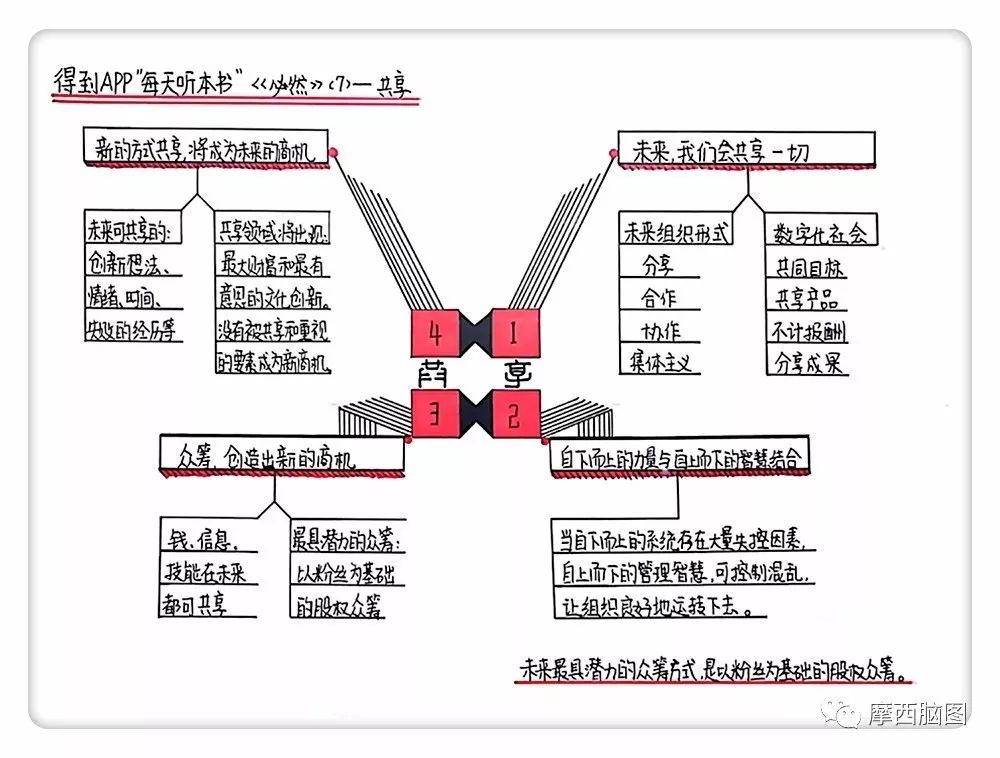 得到APP“每天听本书”《必然》(7)—共享
新的方式共享,将成为未来的商机
未来可共享的:
创新想法、
情绪、时间、
失败的经历等
共享领域将出现:
最大财富和最有
意思的文化创新。
没有被共享和重视
的要素成为新商机
未来,我们会共享一切
未来组织形式
分享
合作
协作
集体主义
数字化社会
共同目标
共享产品
不计报酬
分享成果
4
1
享
3
2
众筹,创造出新的商机
钱、信息、
技能在未来
都可共享
最具潜力的众筹:
以粉丝为基础
的股权众筹
自下而上的力量与自上而下的智慧结合
当自下而上的系统存在大量失控因素,
自上而下的管理智慧,可控制混乱,
让组织良好地运转下去。
未来最具潜力的众筹方式,是以粉丝为基础的股权众筹。
摩西脑图